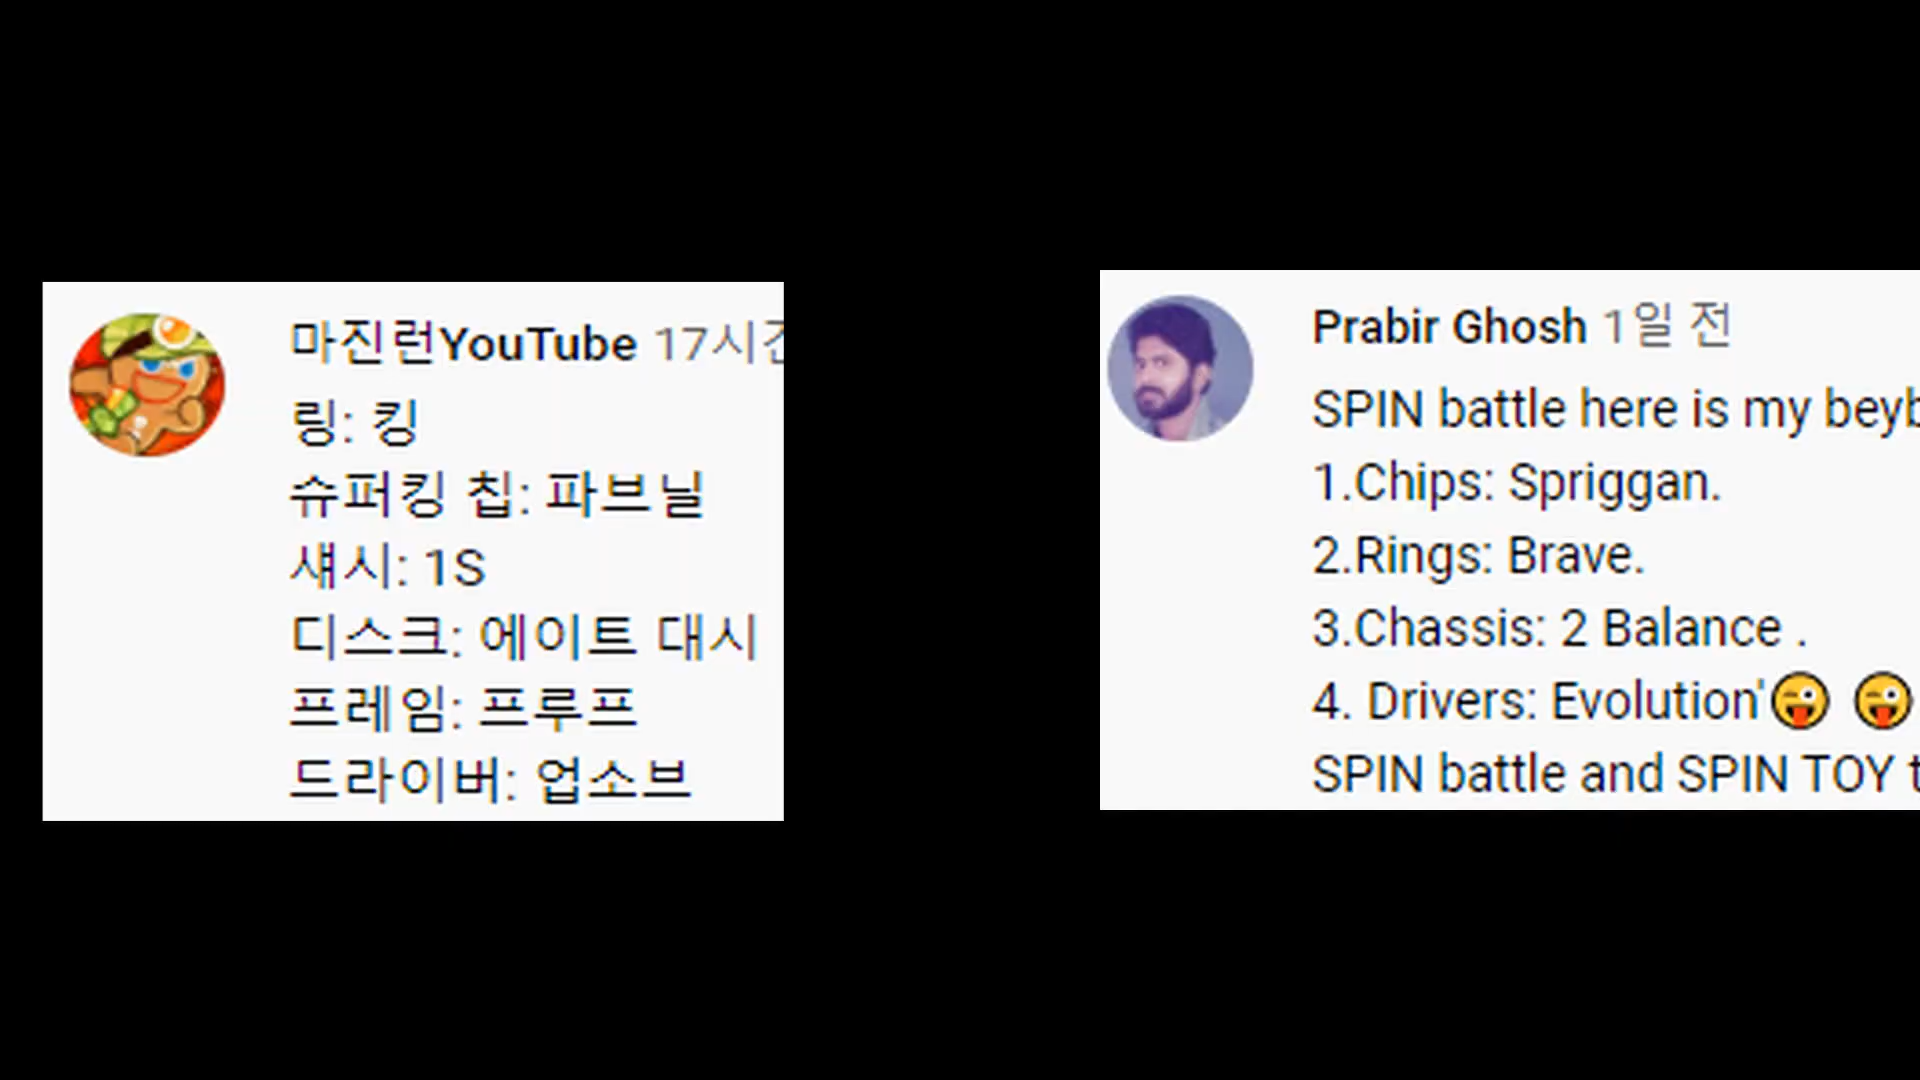 마진런YouTube 17시간
링: 킹
슈퍼킹 칩: 파브닐
섀시: 1S
디스크: 에이트 대시
프레임: 프루프
드라이버: 업소브
Prabir Ghosh 1일 전
SPIN battle here is my
1.Chips: Spriggan.
2.Rings: Brave.
3.Chassis: 2 Balance .
4. Drivers: Evolution'😜 😜
SPIN battle and SPIN TOY